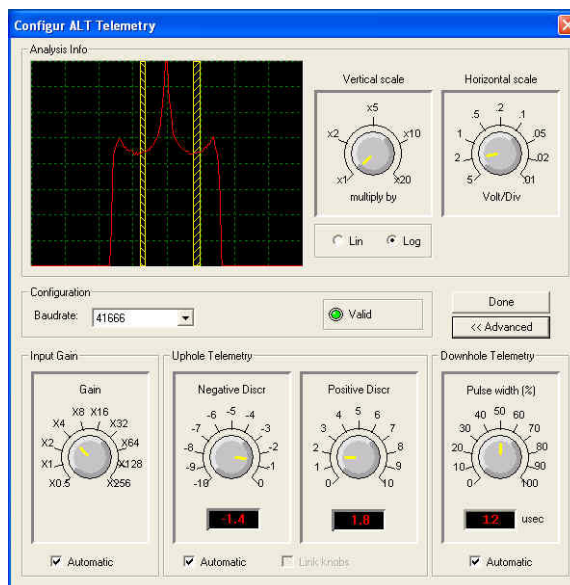 Configur ALT Telemetry
Analysis Info
Vertical scale
x1
x2
x5
x10
x20
multiply by
Horizontal scale
5
2
1
.5
.2
.1
.05
.02
.01
Volt/Div
Lin
Log
Configuration
Baudrate:
41666
Valid
Done
<< Advanced
Input Gain
Gain
X0.5
X1
X2
X4
X8
X16
X32
X64
X128
X256
Automatic
Uphole Telemetry
Negative Discr
-10
-9
-8
-7
-6
-5
-4
-3
-2
-1
0
-1.4
Automatic
Positive Discr
0
1
2
3
4
5
6
7
8
9
10
1.8
Link knobs
Downhole Telemetry
Pulse width (%)
0
10
20
30
40
50
60
70
80
90
100
12
usec
Automatic